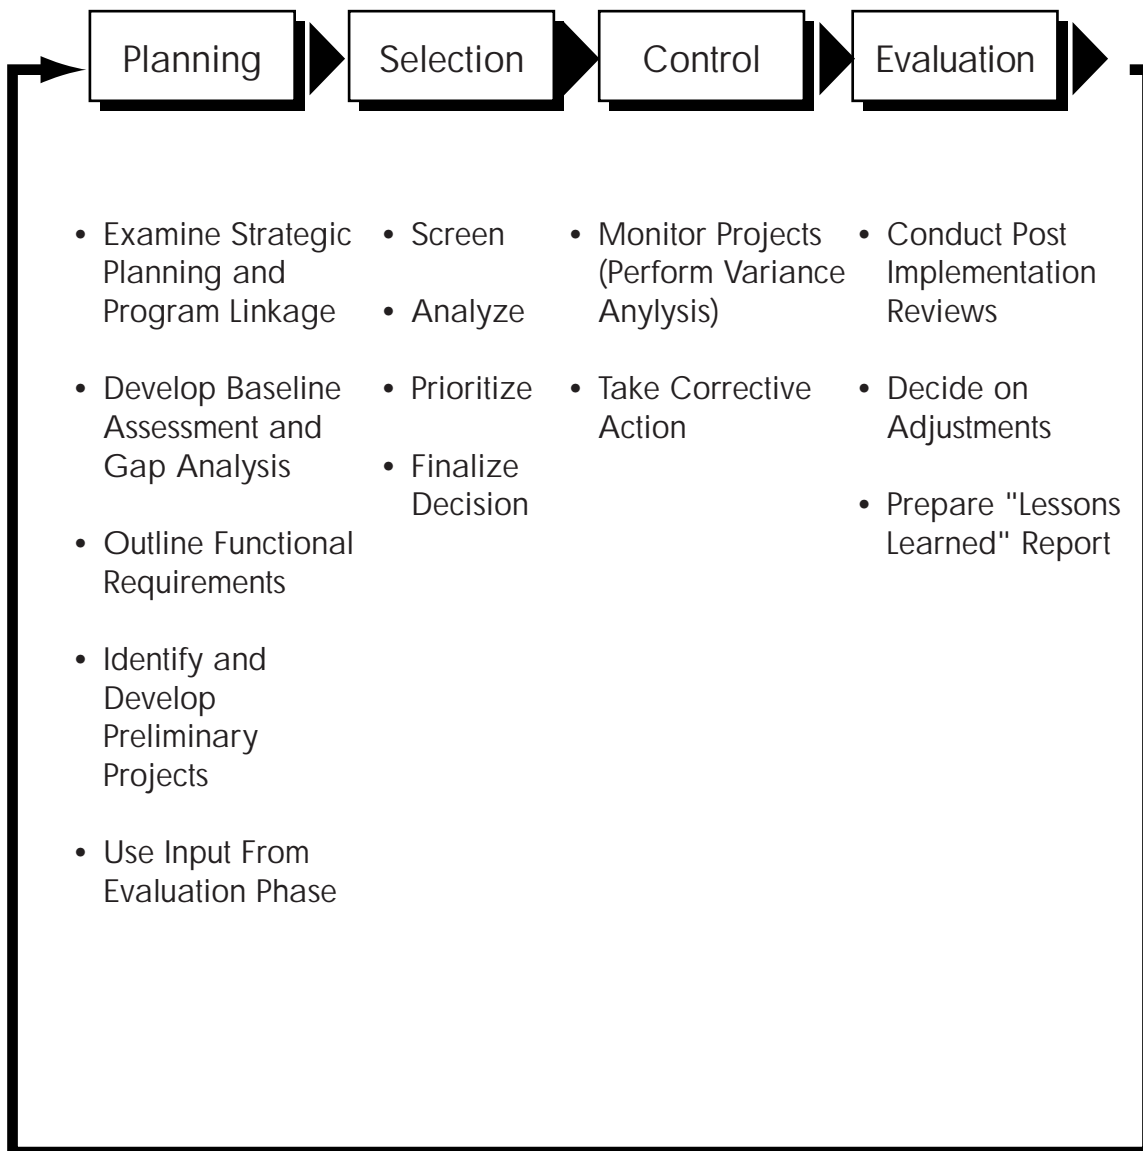 Planning
Selection
Control
Evaluation
• Examine Strategic
Planning and
Program Linkage
• Develop Baseline
Assessment and
Gap Analysis
• Outline Functional
Requirements
• Identify and
Develop
Preliminary
Projects
• Use Input From
Evaluation Phase
• Screen
• Analyze
• Prioritize
• Finalize
Decision
• Monitor Projects
(Perform Variance
Anylysis)
• Take Corrective
Action
• Conduct Post
Implementation
Reviews
• Decide on
Adjustments
• Prepare "Lessons
Learned" Report